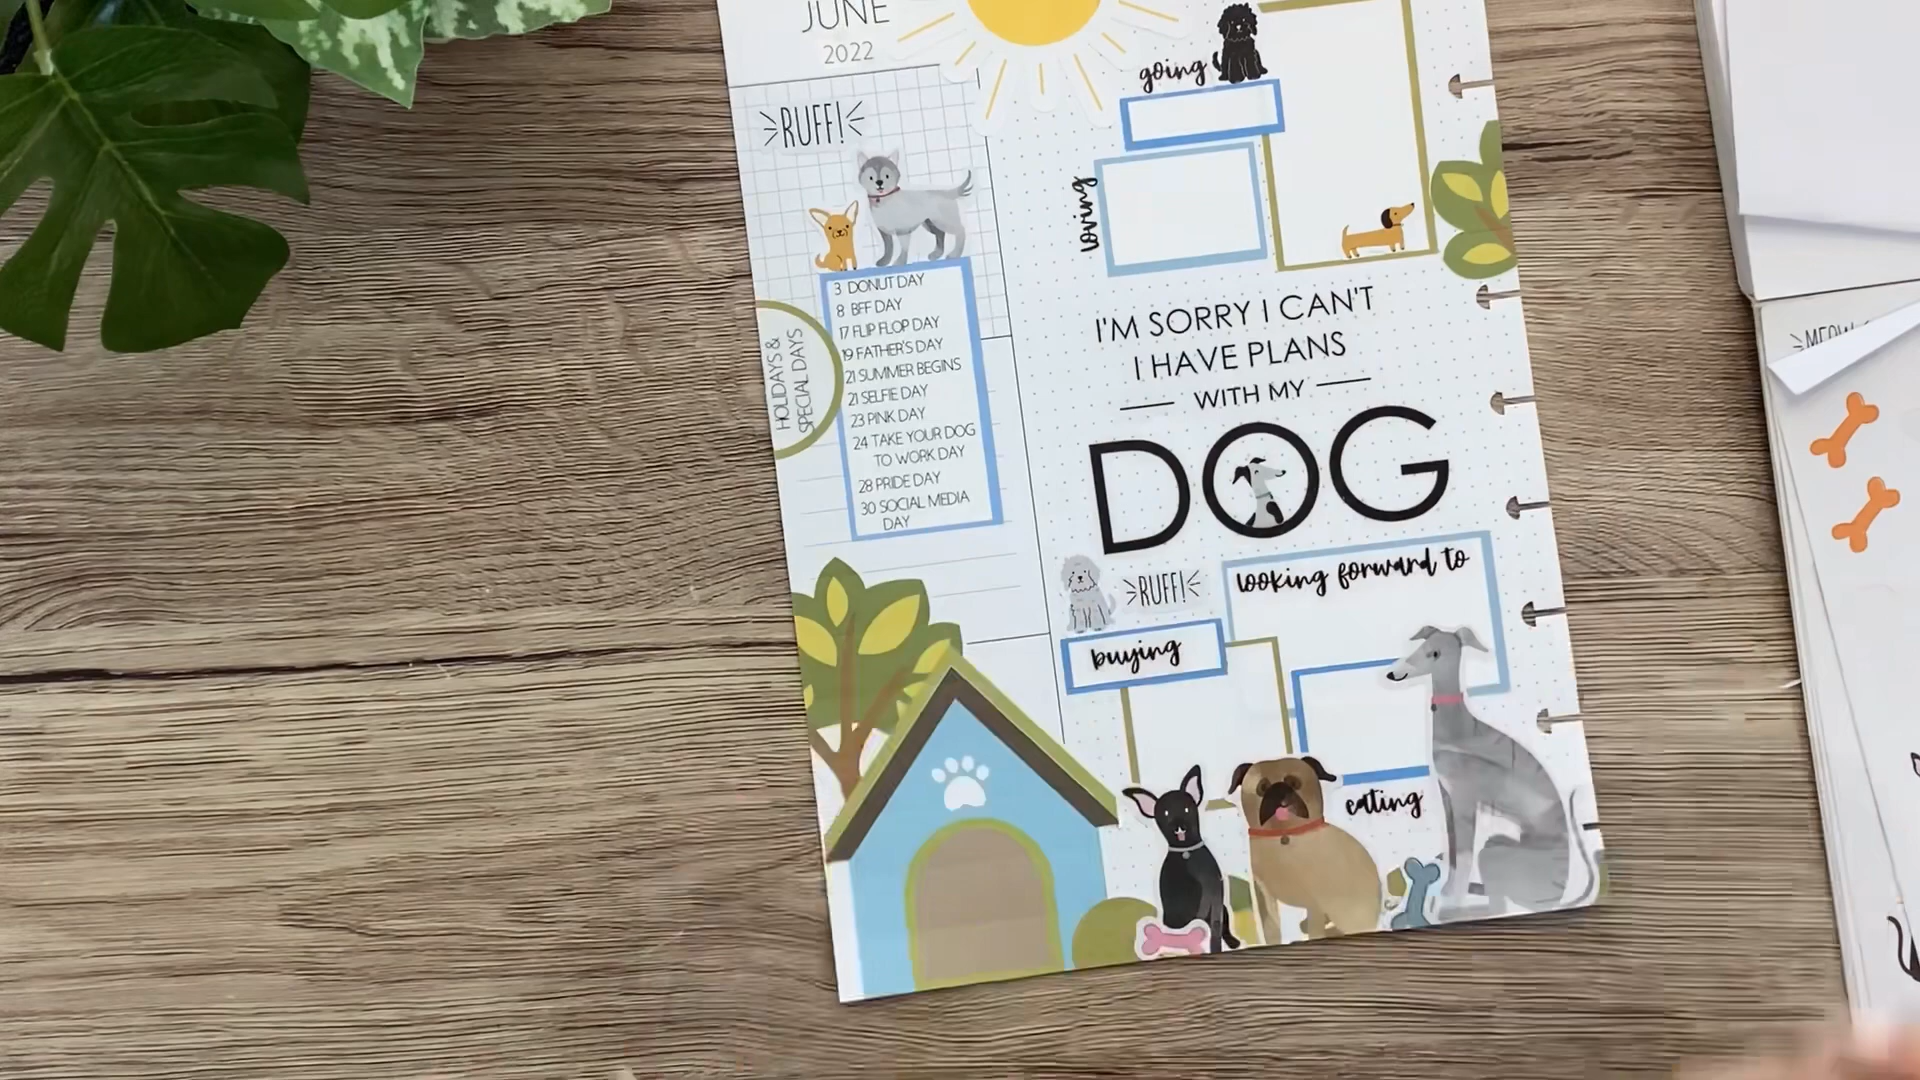 JUNE
2022
RUFF!
3 DONUT DAY
8 BFF DAY
17 FLIP FLOP DAY
19 FATHER'S DAY
21 SUMMER BEGINS
21 SELFIE DAY
23 PINK DAY
24 TAKE YOUR DOG
TO WORK DAY
28 PRIDE DAY
30 SOCIAL MEDIA
DAY
HOLIDAYS &
SPECIAL DAYS
going
loving
I'M SORRY I CAN'T
I HAVE PLANS
WITH MY
DOG
RUFF!
looking forward to
buying
eating
MEOW